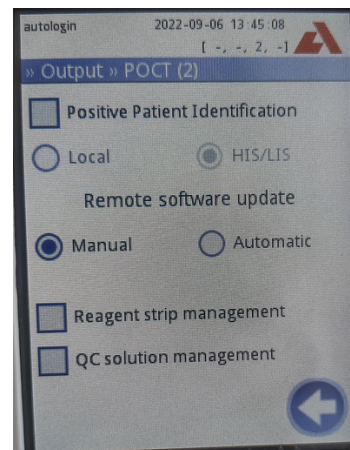 autologin 2022-09-06 13:45:08
[ -, -, 2, -]
» Output » POCT (2)
Positive Patient Identification
Local HIS/LIS
Remote software update
Manual Automatic
Reagent strip management
QC solution management